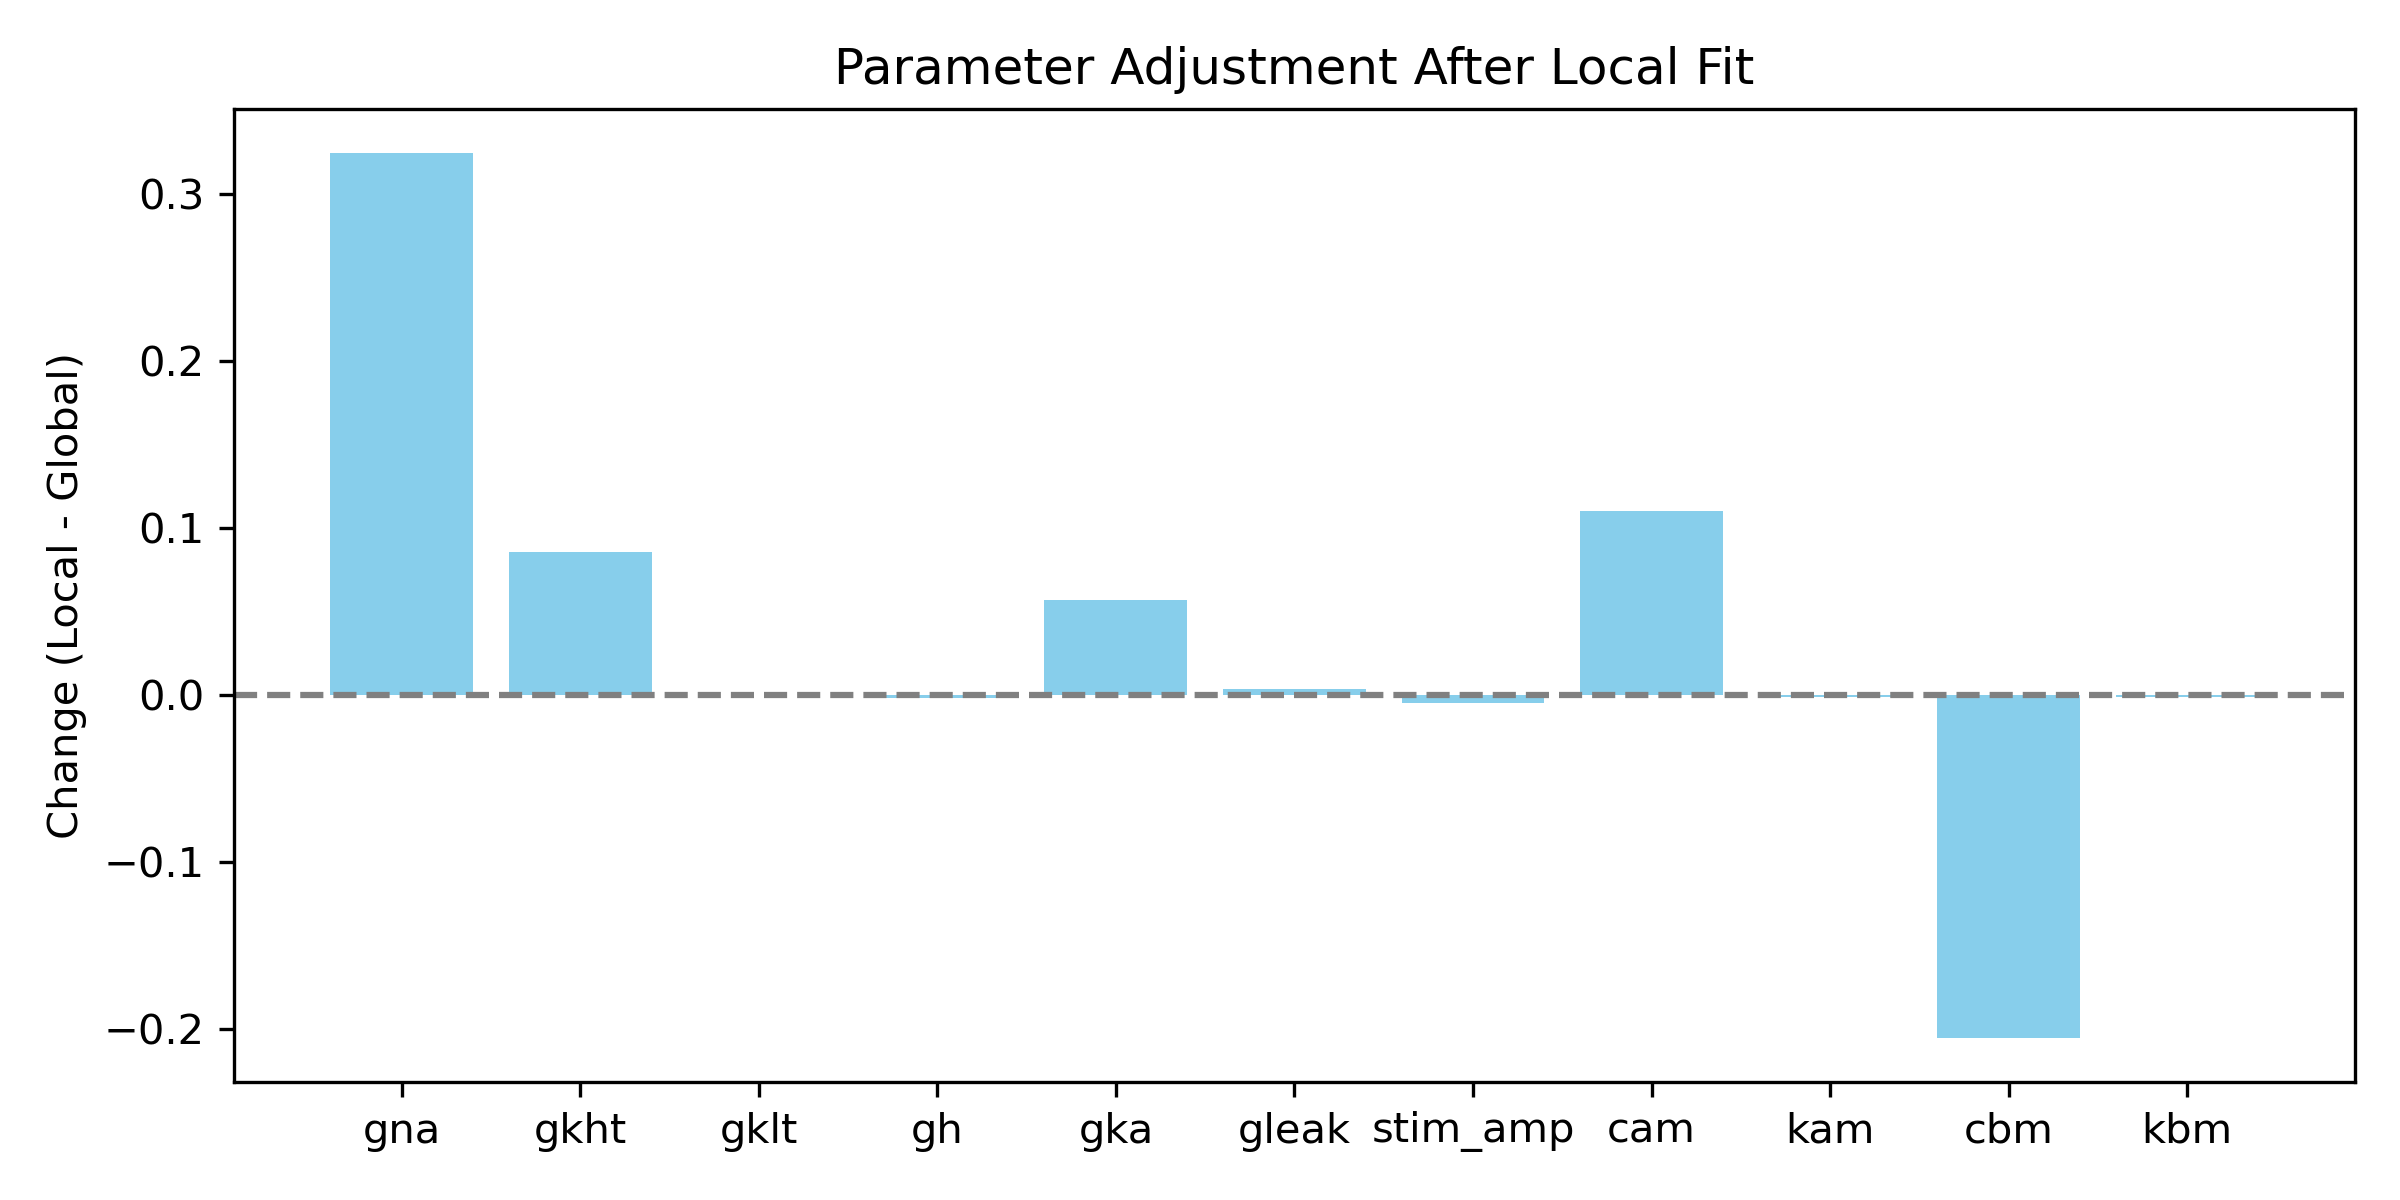 Parameter Adjustment After Local Fit
Change (Local - Global)
0.3
0.2
0.1
0.0
−0.1
−0.2
gna gkht gklt gh gka gleak stim_amp cam kam cbm kbm